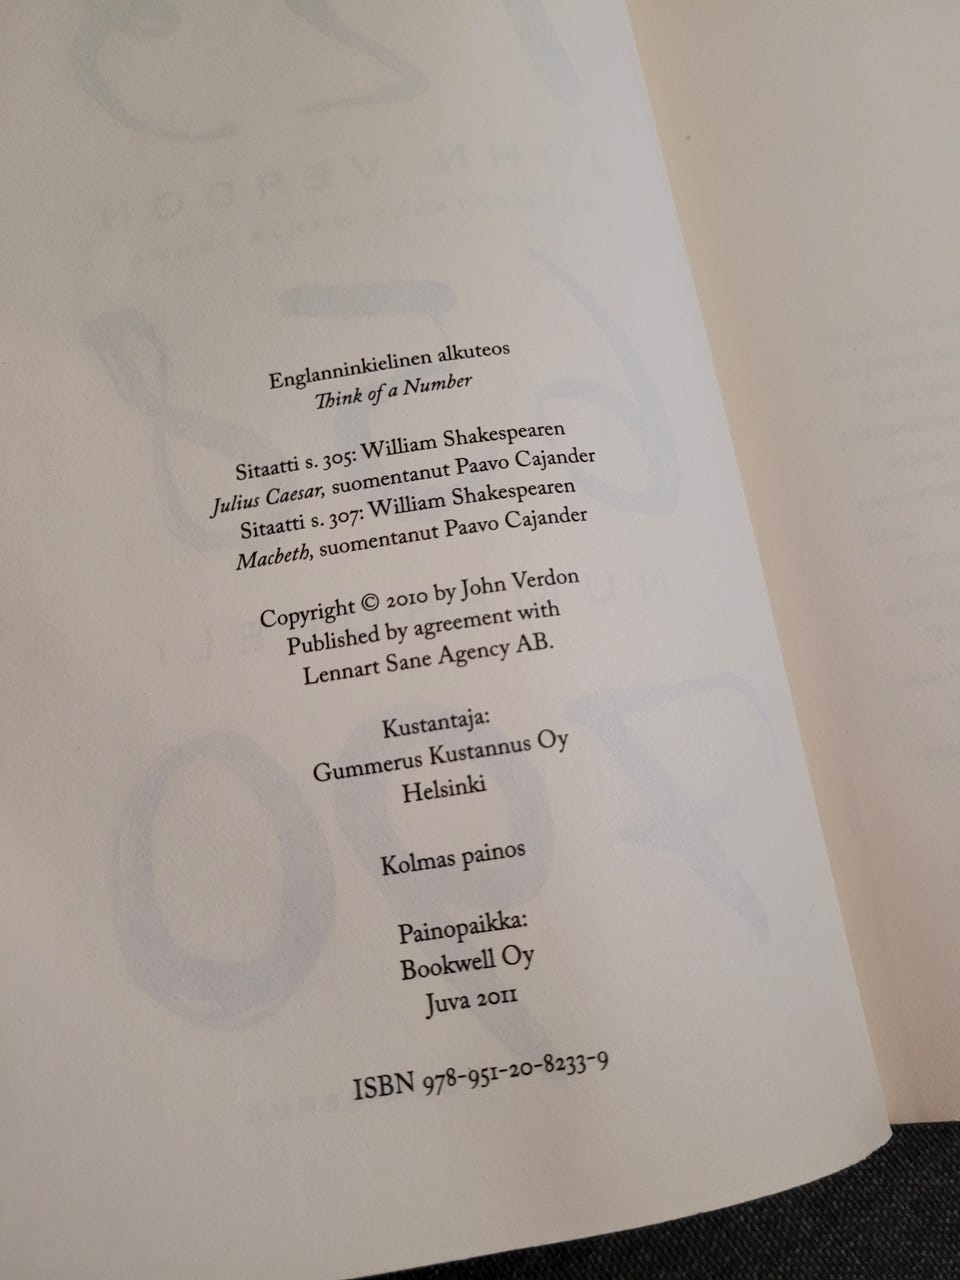 JOHN VERDON
Englanninkielinen alkuteos
Think of a Number
Sitaatti s. 305: William Shakespearen
Julius Caesar, suomentanut Paavo Cajander
Sitaatti s. 307: William Shakespearen
Macbeth, suomentanut Paavo Cajander
Copyright © 2010 by John Verdon
Published by agreement with
Lennart Sane Agency AB.
Kustantaja:
Gummerus Kustannus Oy
Helsinki
Kolmas painos
Painopaikka:
Bookwell Oy
Juva 2011
ISBN 978-951-20-8233-9